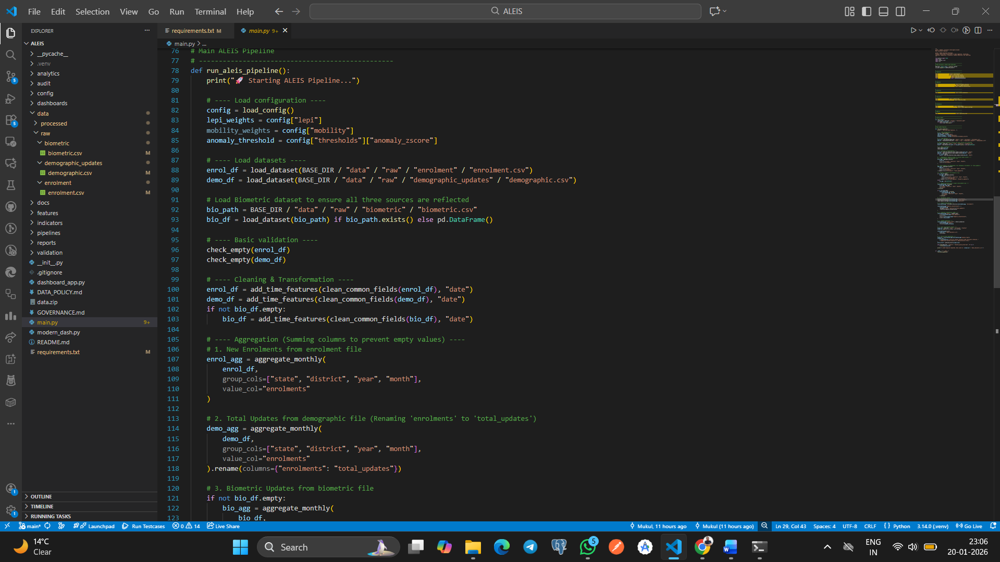 File Edit Selection View Go Run Terminal Help
ALEIS
EXPLORER
ALEIS
__pycache__
.venv
analytics
audit
config
dashboards
data
processed
raw
biometric
biometric.csv M
demographic_updates
demographic.csv M
enrolment
enrolment.csv M
docs
features
indicators
pipelines
reports
validation
__init__.py
.gitignore
dashboard_app.py
DATA_POLICY.md
data.zip
GOVERNANCE.md
main.py 9+
modern_dash.py
README.md
requirements.txt M
OUTLINE
TIMELINE
RUNNING TASKS
5
5
1
1
requirements.txt M
main.py 9+
main.py > ...
76 # Main ALEIS Pipeline
77 # -------------------------------------------------
78 def run_aleis_pipeline():
79 print("🚀 Starting ALEIS Pipeline...")
80
81 # ---- Load configuration ----
82 config = load_config()
83 lepi_weights = config["lepi"]
84 mobility_weights = config["mobility"]
85 anomaly_threshold = config["thresholds"]["anomaly_zscore"]
86
87 # ---- Load datasets ----
88 enrol_df = load_dataset(BASE_DIR / "data" / "raw" / "enrolment" / "enrolment.csv")
89 demo_df = load_dataset(BASE_DIR / "data" / "raw" / "demographic_updates" / "demographic.csv")
90
91 # Load Biometric dataset to ensure all three sources are reflected
92 bio_path = BASE_DIR / "data" / "raw" / "biometric" / "biometric.csv"
93 bio_df = load_dataset(bio_path) if bio_path.exists() else pd.DataFrame()
94
95 # ---- Basic validation ----
96 check_empty(enrol_df)
97 check_empty(demo_df)
98
99 # ---- Cleaning & Transformation ----
100 enrol_df = add_time_features(clean_common_fields(enrol_df), "date")
101 demo_df = add_time_features(clean_common_fields(demo_df), "date")
102 if not bio_df.empty:
103 bio_df = add_time_features(clean_common_fields(bio_df), "date")
104
105 # ---- Aggregation (Summing columns to prevent empty values) ----
106 # 1. New Enrolments from enrolment file
107 enrol_agg = aggregate_monthly(
108 enrol_df,
109 group_cols=["state", "district", "year", "month"],
110 value_col="enrolments"
111 )
112
113 # 2. Total Updates from demographic file (Renaming 'enrolments' to 'total_updates')
114 demo_agg = aggregate_monthly(
115 demo_df,
116 group_cols=["state", "district", "year", "month"],
117 value_col="enrolments"
118 ).rename(columns={"enrolments": "total_updates"})
119
120 # 3. Biometric Updates from biometric file
121 if not bio_df.empty:
122 bio_agg = aggregate_monthly(
123 bio_df,
main* Launchpad Run Testcases 0 14 Live Share Mukul, 11 hours ago Mukul (11 hours ago) Ln 29, Col 43 Spaces: 4 UTF-8 CRLF {} Python 3.14.0 (.venv) Go Live
14°C
Clear
Search
5
ENG
IN
23:06
20-01-2026